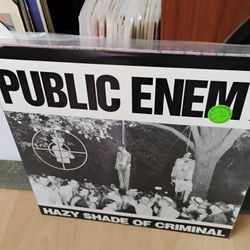 PUBLIC ENEM
HAZY SHADE OF CRIMINAL